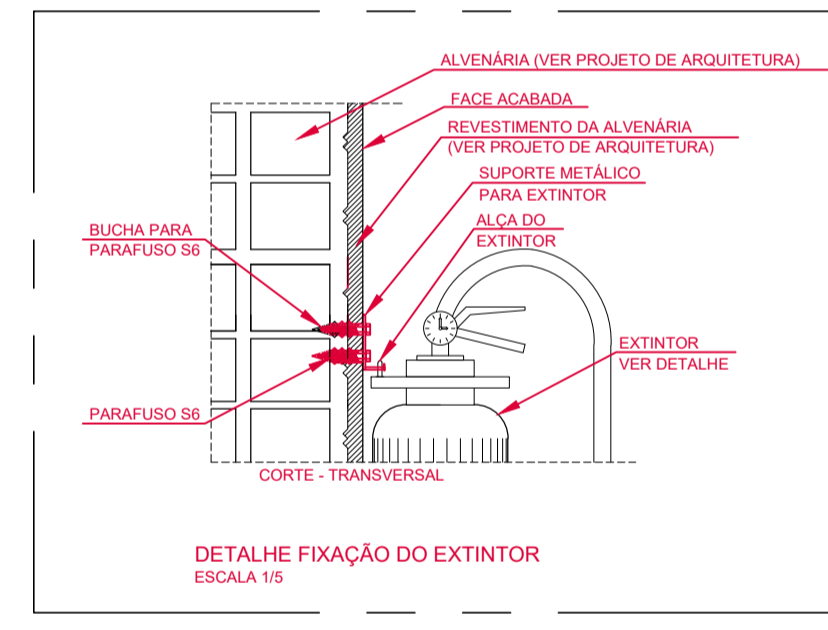 ALVENÁRIA (VER PROJETO DE ARQUITETURA)
FACE ACABADA
REVESTIMENTO DA ALVENÁRIA
(VER PROJETO DE ARQUITETURA)
SUPORTE METÁLICO
PARA EXTINTOR
ALÇA DO
EXTINTOR
BUCHA PARA
PARAFUSO S6
EXTINTOR
VER DETALHE
PARAFUSO S6
CORTE - TRANSVERSAL
DETALHE FIXAÇÃO DO EXTINTOR
ESCALA 1/5